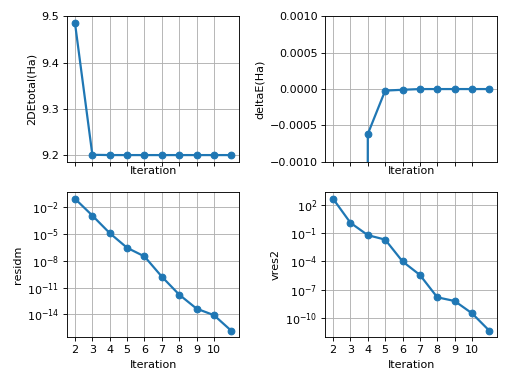 9.5
9.4
9.3
9.2
2DEtotal(Ha)
Iteration
0.0010
0.0005
0.0000
−0.0005
−0.0010
deltaE(Ha)
Iteration
10⁻²
10⁻⁵
10⁻⁸
10⁻¹¹
10⁻¹⁴
residm
2 3 4 5 6 7 8 9 10
Iteration
10²
10⁻¹
10⁻⁴
10⁻⁷
10⁻¹⁰
vres2
2 3 4 5 6 7 8 9 10
Iteration